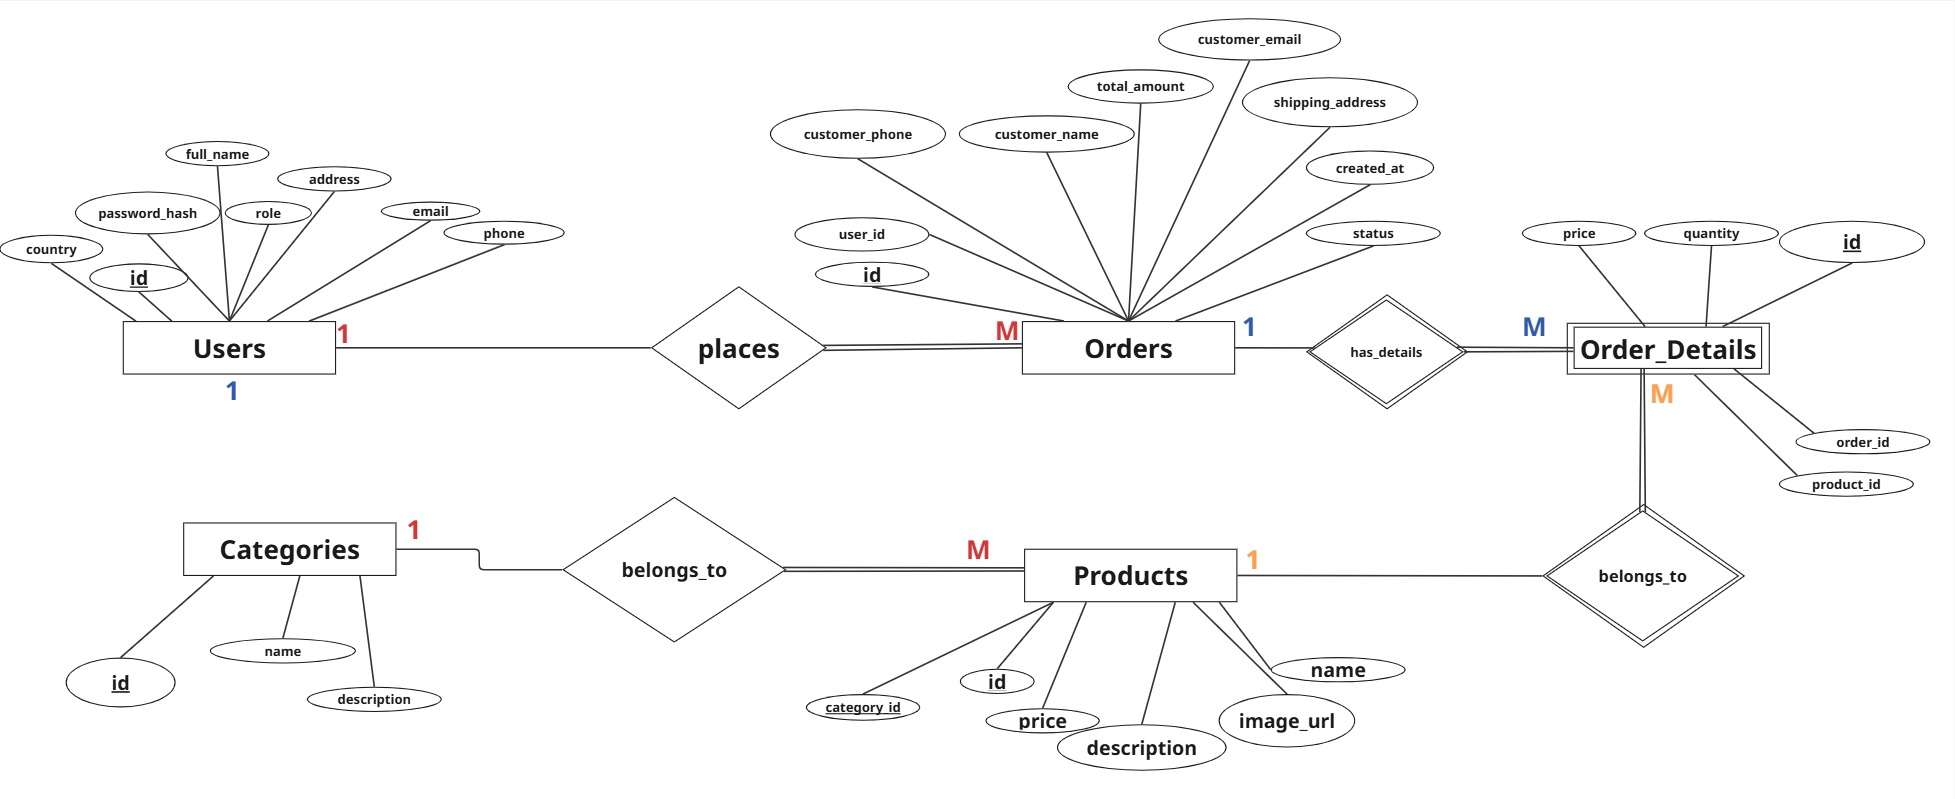 customer_email
total_amount
shipping_address
customer_phone
customer_name
full_name
created_at
address
password_hash
role
email
phone
user_id
status
price
quantity
id
country
id
id
1
M
1
M
Users
places
Orders
has_details
Order_Details
1
M
order_id
product_id
1
M
1
Categories
belongs_to
Products
belongs_to
name
id
description
category_id
id
price
description
image_url
name